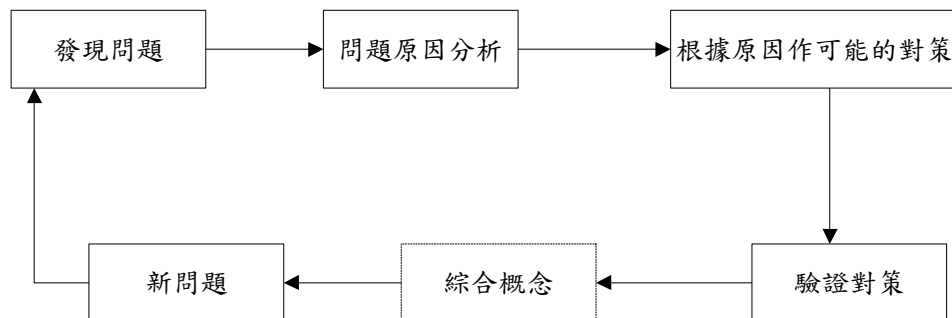 發現問題
問題原因分析
根據原因作可能的對策
新問題
綜合概念
驗證對策